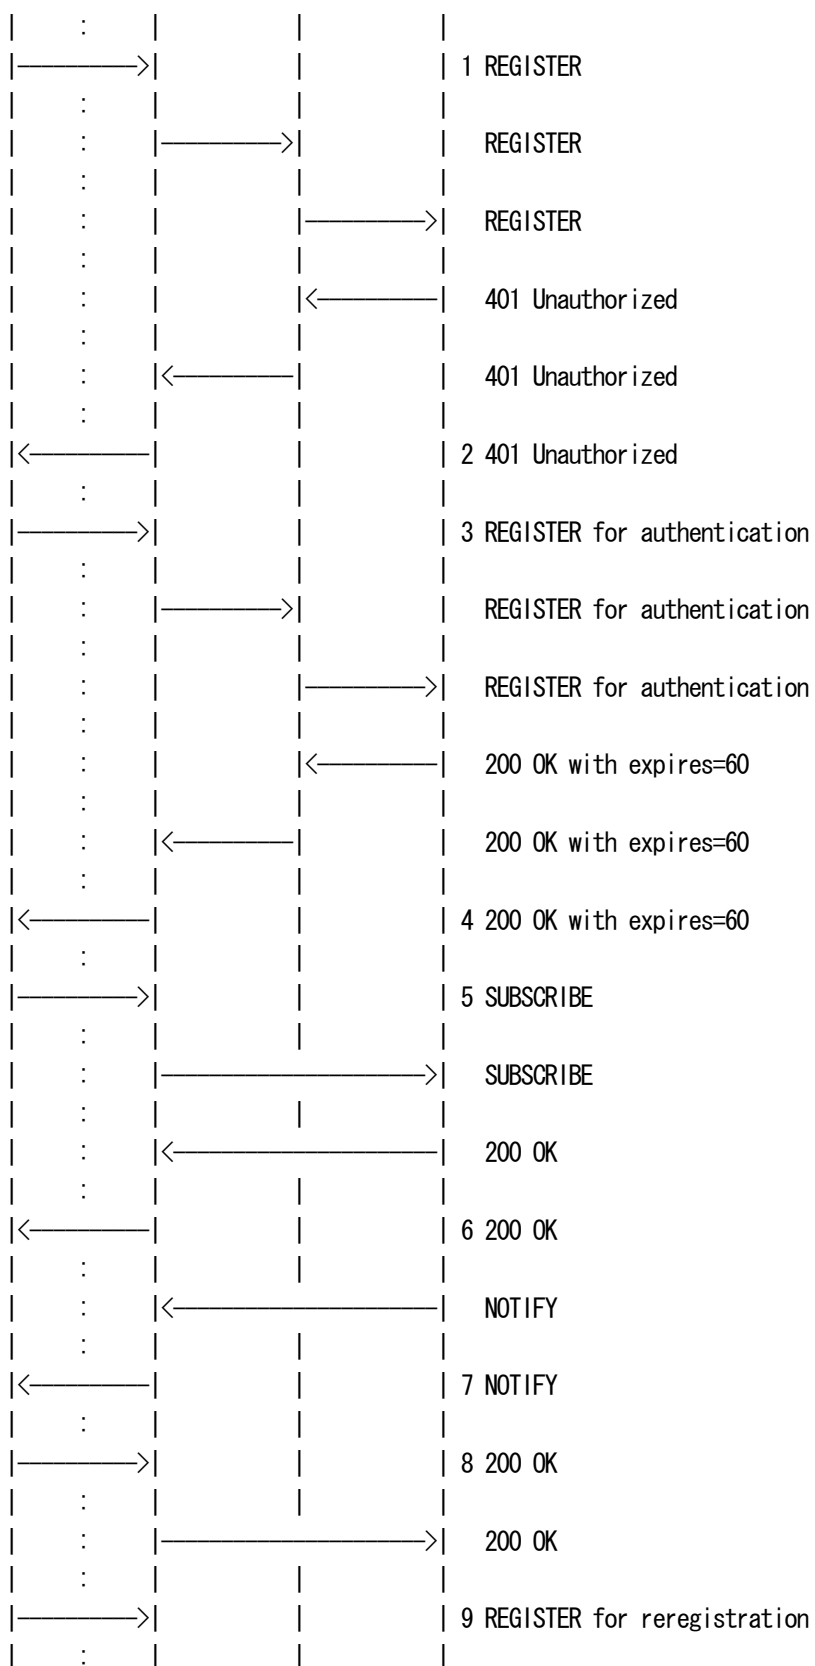 1 REGISTER
REGISTER
REGISTER
401 Unauthorized
401 Unauthorized
2 401 Unauthorized
3 REGISTER for authentication
REGISTER for authentication
REGISTER for authentication
200 OK with expires=60
200 OK with expires=60
4 200 OK with expires=60
5 SUBSCRIBE
SUBSCRIBE
200 OK
6 200 OK
NOTIFY
7 NOTIFY
8 200 OK
200 OK
9 REGISTER for reregistration